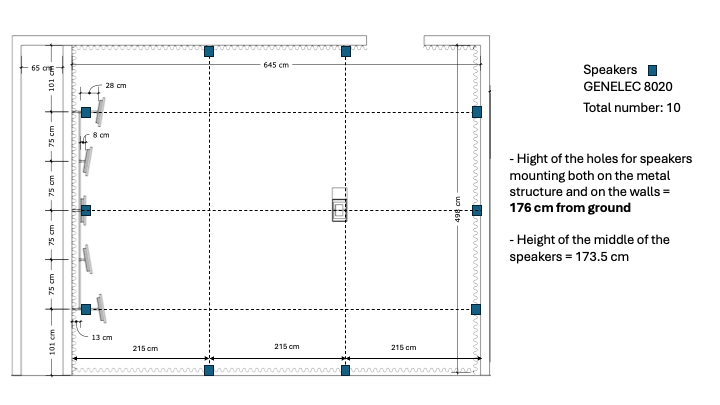 645 cm
65 cm
101 cm
28 cm
75 cm
8 cm
75 cm
498 cm
75 cm
75 cm
13 cm
101 cm
215 cm
215 cm
215 cm
Speakers
GENELEC 8020
Total number: 10
- Hight of the holes for speakers
mounting both on the metal
structure and on the walls =
176 cm from ground
- Height of the middle of the
speakers = 173.5 cm